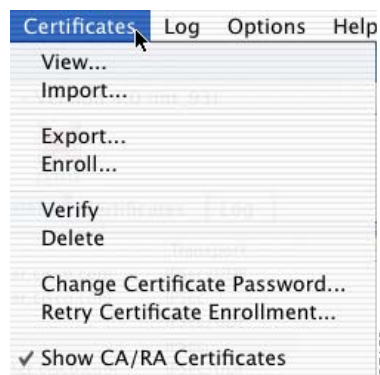 Certificates Log Options Help
View...
Import...
Export...
Enroll...
Verify
Delete
Change Certificate Password...
Retry Certificate Enrollment...
✓ Show CA/RA Certificates